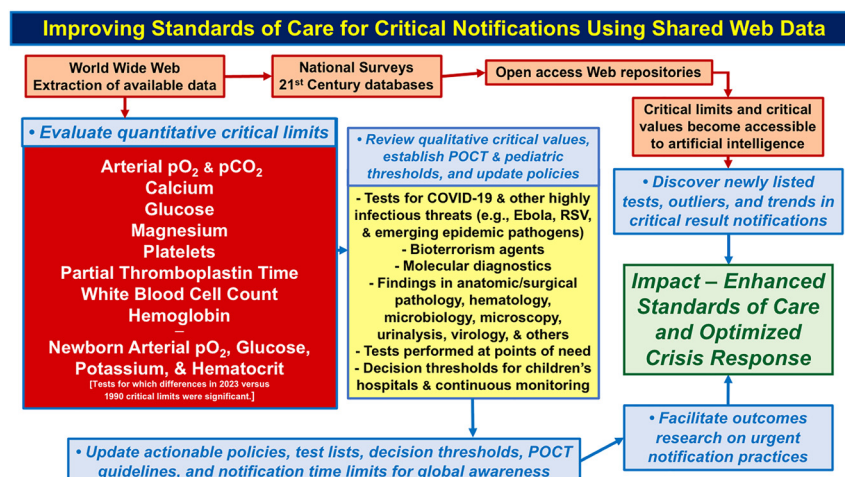 Improving Standards of Care for Critical Notifications Using Shared Web Data
World Wide Web
Extraction of available data
National Surveys
21st Century databases
Open access Web repositories
Critical limits and critical
values become accessible
to artificial intelligence
• Evaluate quantitative critical limits
Arterial pO2 & pCO2
Calcium
Glucose
Magnesium
Platelets
Partial Thromboplastin Time
White Blood Cell Count
Hemoglobin
–
Newborn Arterial pO2, Glucose,
Potassium, & Hematocrit
[Tests for which differences in 2023 versus
1990 critical limits were significant.]
• Review qualitative critical values,
establish POCT & pediatric
thresholds, and update policies
- Tests for COVID-19 & other highly
infectious threats (e.g., Ebola, RSV,
& emerging epidemic pathogens)
- Bioterrorism agents
- Molecular diagnostics
- Findings in anatomic/surgical
pathology, hematology,
microbiology, microscopy,
urinalysis, virology, & others
- Tests performed at points of need
- Decision thresholds for children's
hospitals & continuous monitoring
• Discover newly listed
tests, outliers, and trends in
critical result notifications
Impact – Enhanced
Standards of Care
and Optimized
Crisis Response
• Facilitate outcomes
research on urgent
notification practices
• Update actionable policies, test lists, decision thresholds, POCT
guidelines, and notification time limits for global awareness